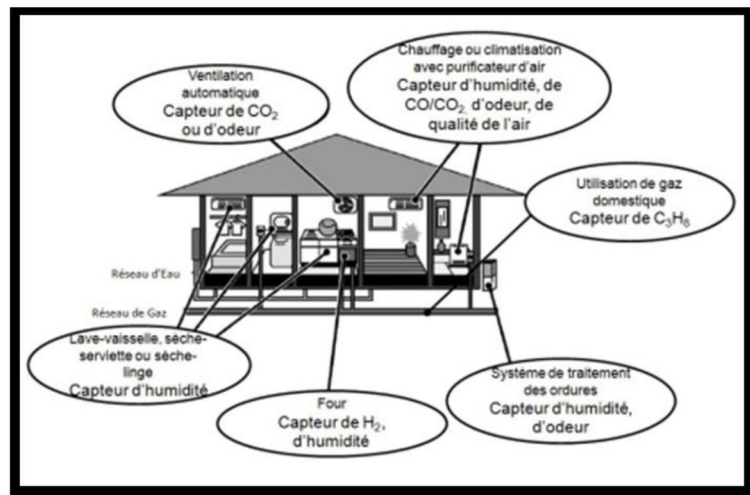 Ventilation
automatique
Capteur de CO₂
ou d'odeur
Chauffage ou climatisation
avec purificateur d'air
Capteur d'humidité, de
CO/CO₂, d'odeur, de
qualité de l'air
Utilisation de gaz
domestique
Capteur de C₃H₈
Réseau d'Eau
Réseau de Gaz
Lave-vaisselle, sèche-
serviette ou sèche-
linge
Capteur d'humidité
Four
Capteur de H₂,
d'humidité
Système de traitement
des ordures
Capteur d'humidité,
d'odeur